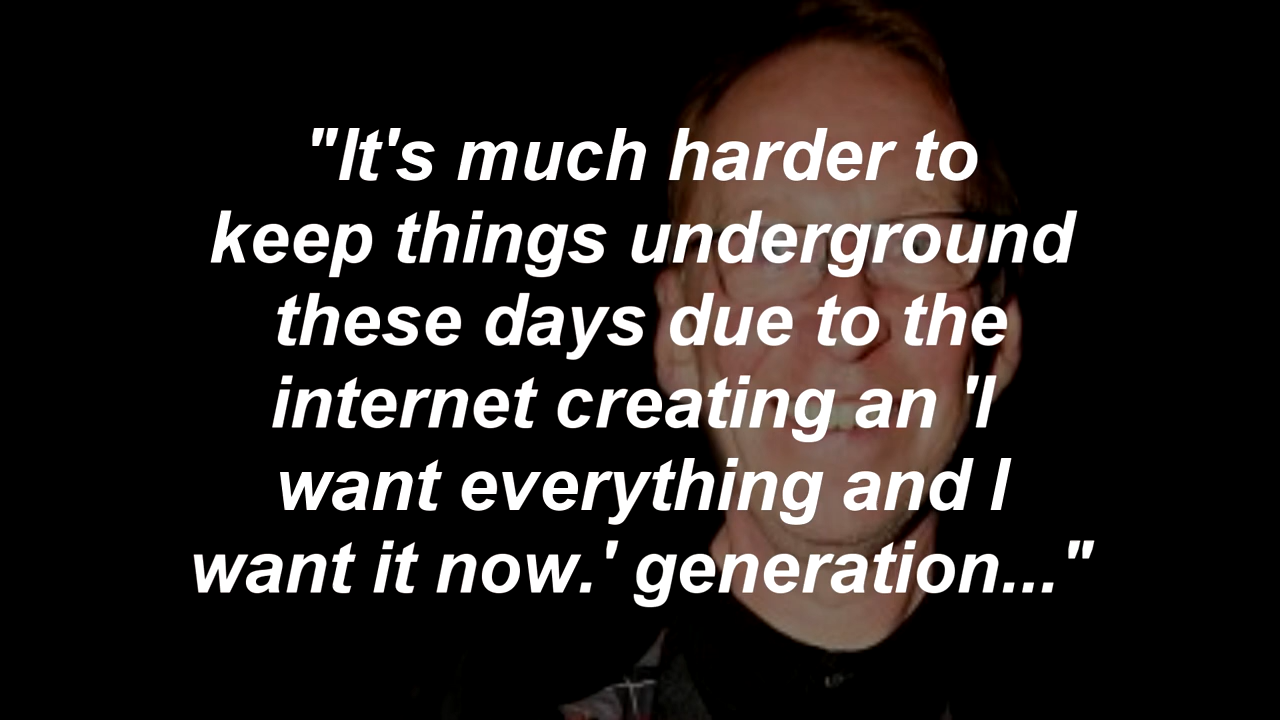 "It's much harder to
keep things underground
these days due to the
internet creating an 'I
want everything and I
want it now.' generation..."